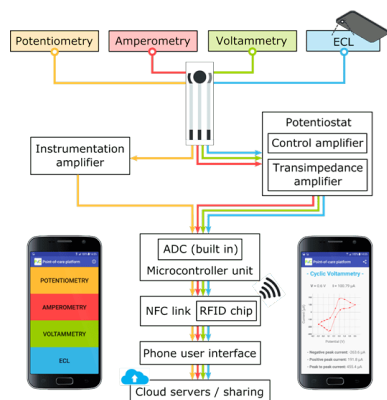 Potentiometry
Amperometry
Voltammetry
ECL
Potentiostat
Control amplifier
Transimpedance
amplifier
Instrumentation
amplifier
ADC (built in)
Microcontroller unit
NFC link
RFID chip
Phone user interface
Cloud servers / sharing
Point-of-care platform
POTENTIOMETRY
AMPEROMETRY
VOLTAMMETRY
ECL
Point-of-care platform
- Cyclic Voltammetry -
Potential (V)
- Negative peak current:
- Positive peak current:
- Peak to peak current: